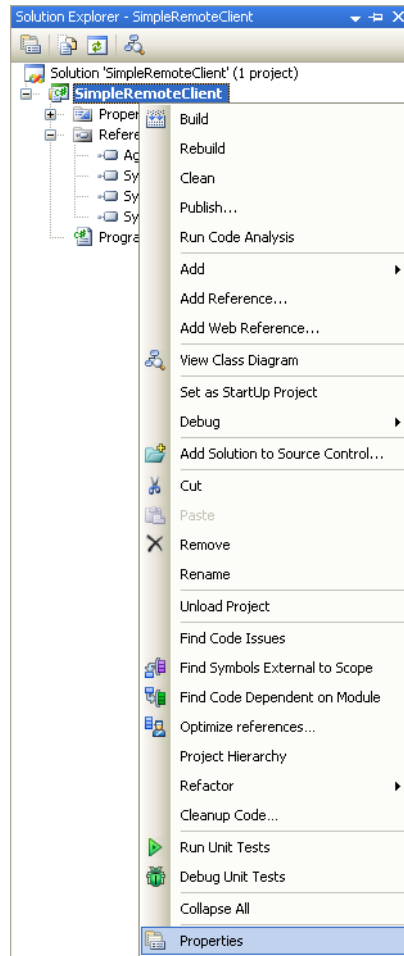 Solution Explorer - SimpleRemoteClient
Solution 'SimpleRemoteClient' (1 project)
SimpleRemoteClient
Proper
Refere
Ag
Sy
Sy
Sy
Progra
Build
Rebuild
Clean
Publish...
Run Code Analysis
Add
Add Reference...
Add Web Reference...
View Class Diagram
Set as StartUp Project
Debug
Add Solution to Source Control...
Cut
Paste
Remove
Rename
Unload Project
Find Code Issues
Find Symbols External to Scope
Find Code Dependent on Module
Optimize references...
Project Hierarchy
Refactor
Cleanup Code...
Run Unit Tests
Debug Unit Tests
Collapse All
Properties